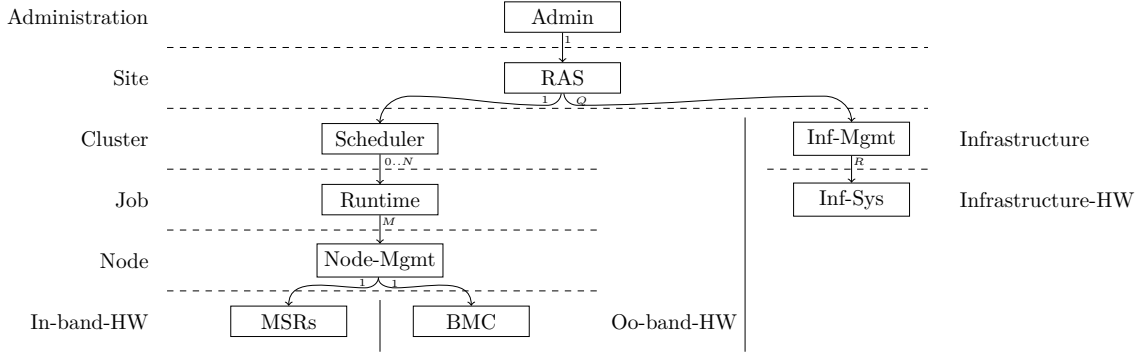 Administration Admin
1
Site RAS
1 Q
Cluster Scheduler Inf-Mgmt Infrastructure
0..N R
Job Runtime Inf-Sys Infrastructure-HW
M
Node Node-Mgmt
1 1
In-band-HW MSRs BMC Oo-band-HW